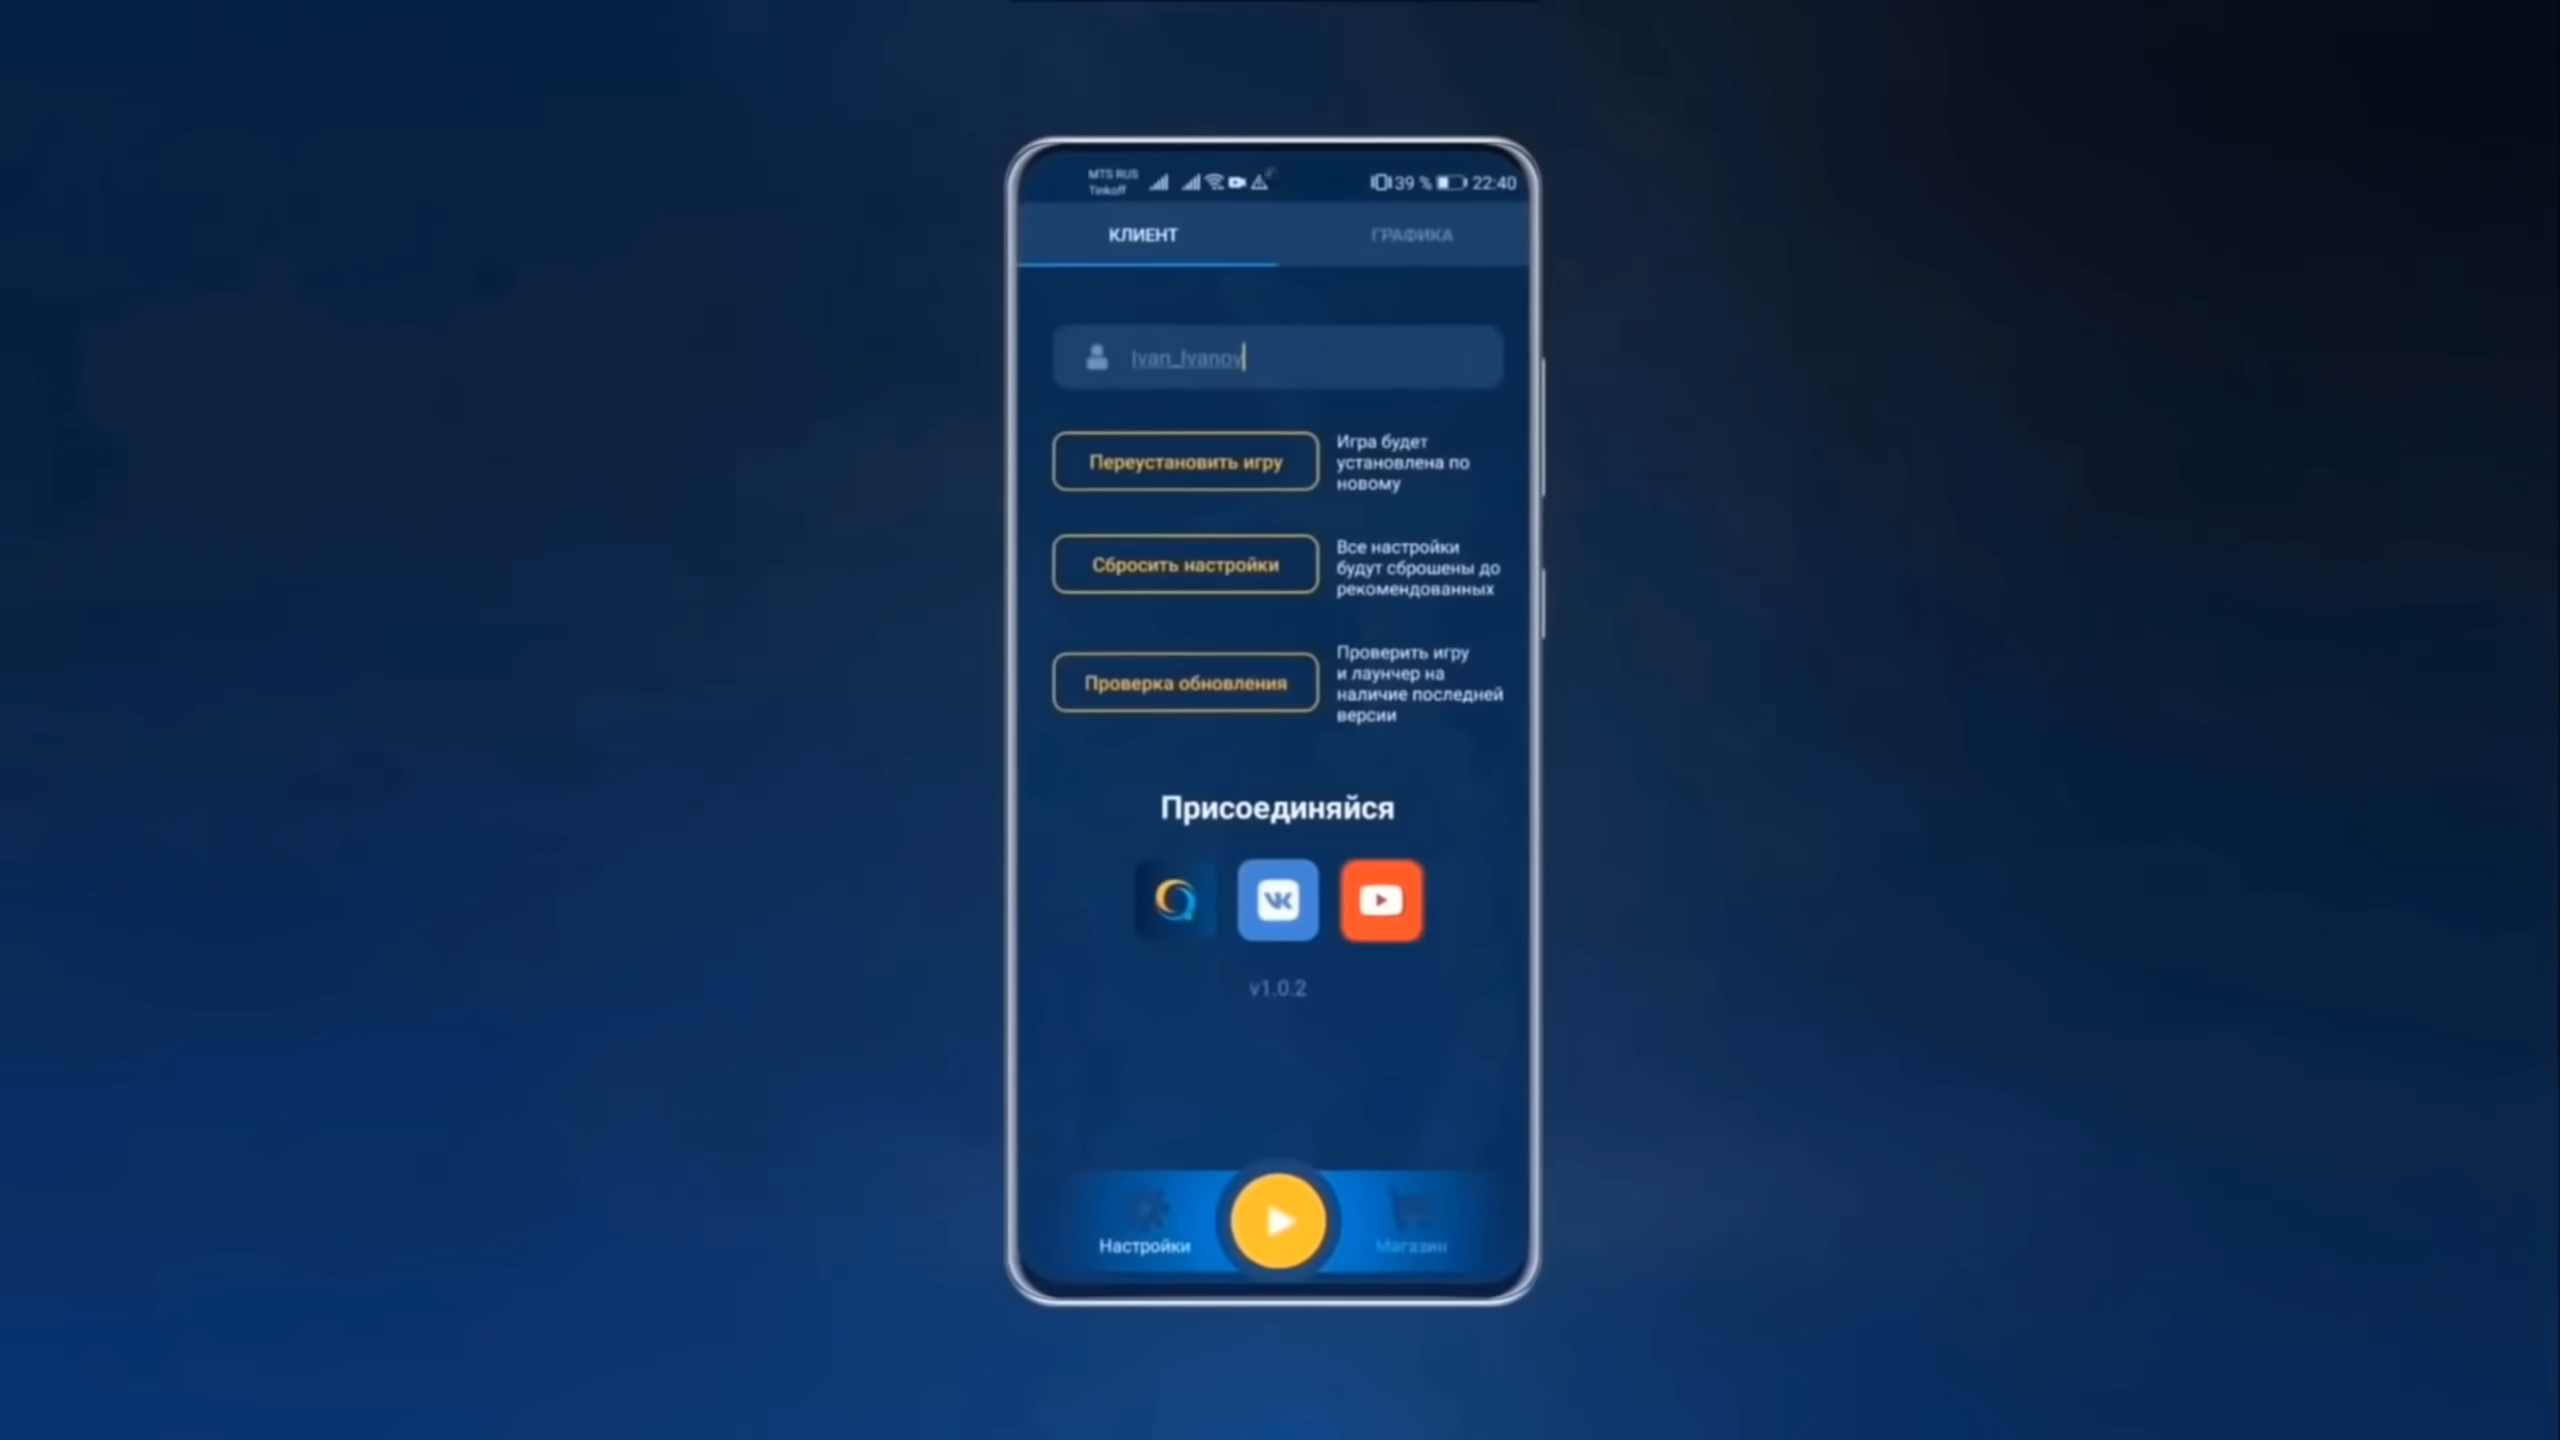 MTS RUS
Tinkoff
39 %
22:40
КЛИЕНТ
ГРАФИКА
Ivan_Ivanov
Переустановить игру
Игра будет
установлена по
новому
Сбросить настройки
Все настройки
будут сброшены до
рекомендованных
Проверка обновления
Проверить игру
и лаунчер на
наличие последней
версии
Присоединяйся
v1.0.2
Настройки
Магазин